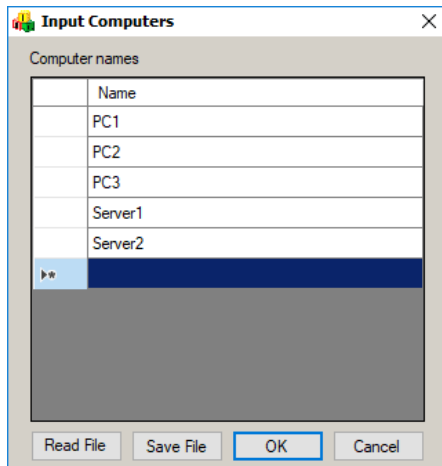 Input Computers
Computer names
Name
PC1
PC2
PC3
Server1
Server2
Read File Save File OK Cancel